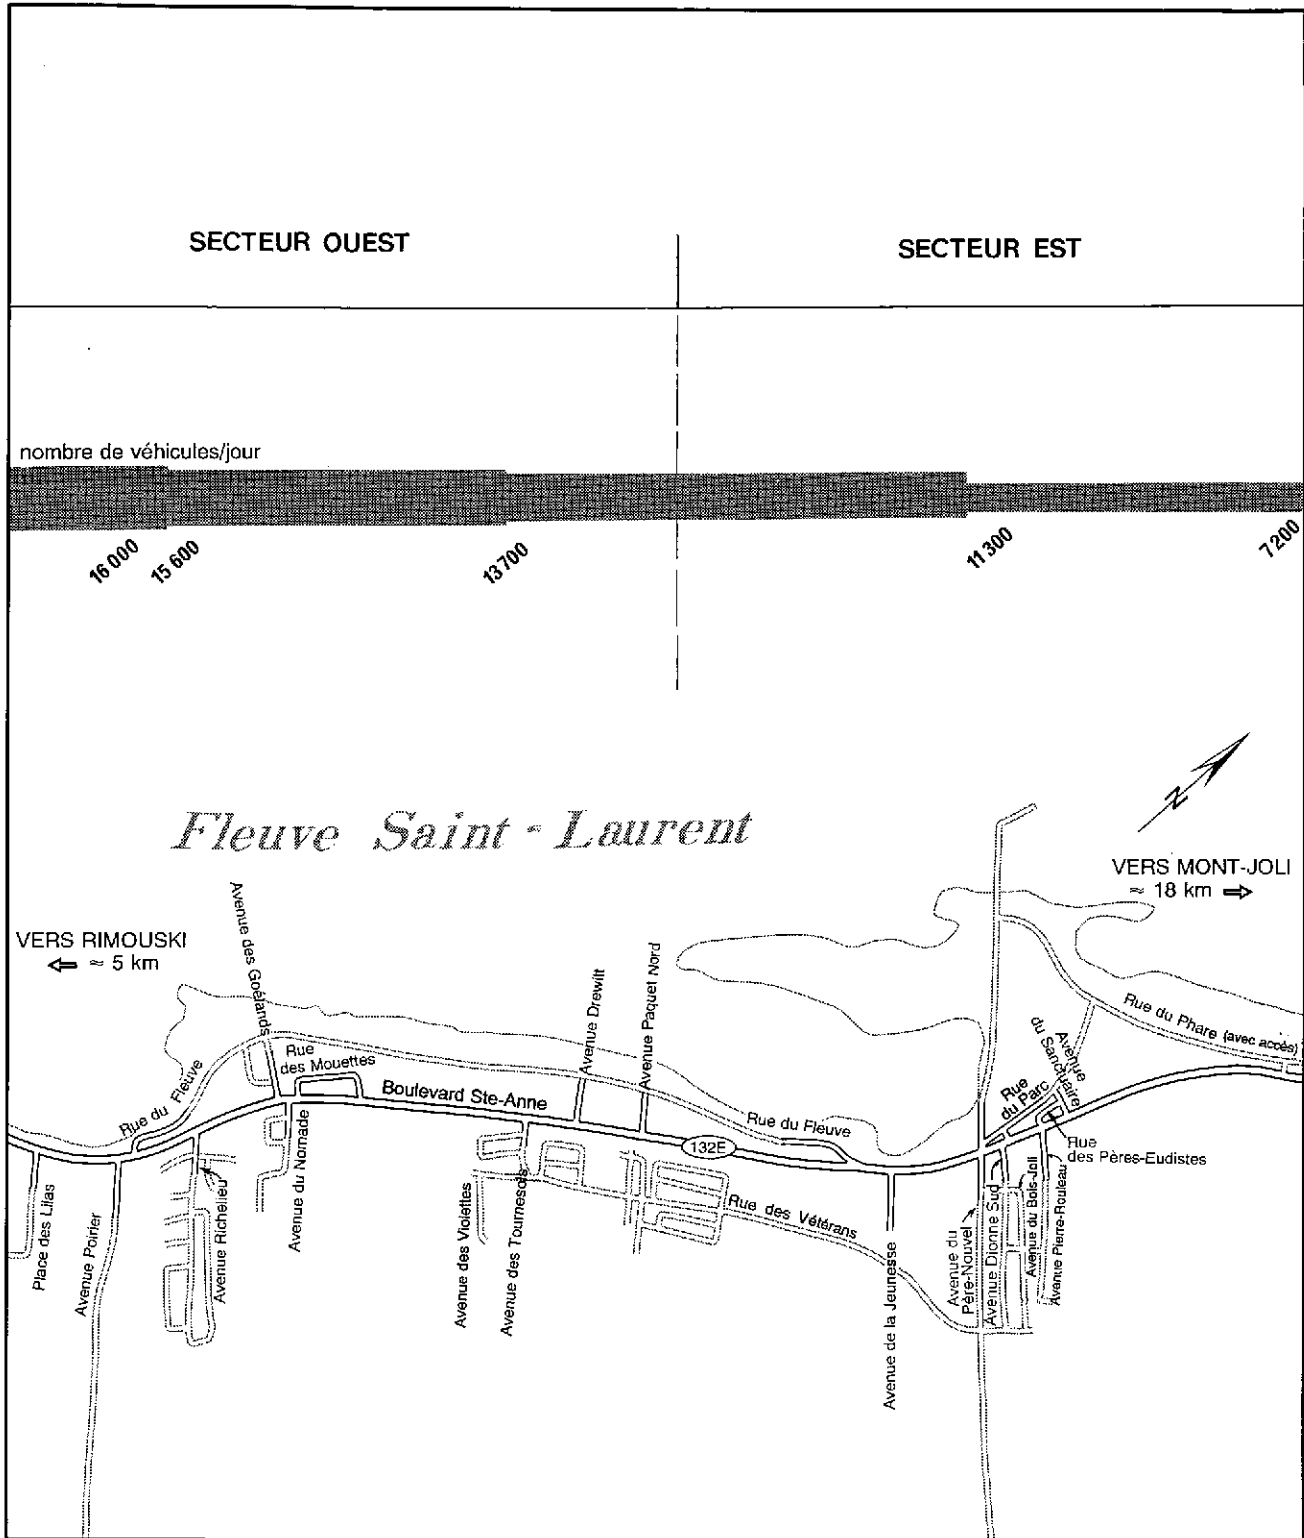 SECTEUR OUEST
SECTEUR EST
nombre de véhicules/jour
16 000
15 600
13 700
11 300
7 200
N
Fleuve Saint-Laurent
VERS MONT-JOLI
≈ 18 km
VERS RIMOUSKI
≈ 5 km
Avenue des Goélands
Rue du Fleuve
Rue
des Mouettes
Boulevard Ste-Anne
Avenue Drewitt
Avenue Paquet Nord
132E
Rue du Fleuve
Rue du Phare (avec accès)
Avenue
du Sanctuaire
Rue
du Parc
Rue
des Pères-Eudistes
Place des Lilas
Avenue Poirier
Avenue Richelieu
Avenue du Nomade
Avenue des Violettes
Avenue des Tournesols
Rue des Vétérans
Avenue de la Jeunesse
Avenue du
Père-Nouvel
Avenue Dionne Sud
Avenue du Bois-Joli
Avenue Pierre-Rouleau